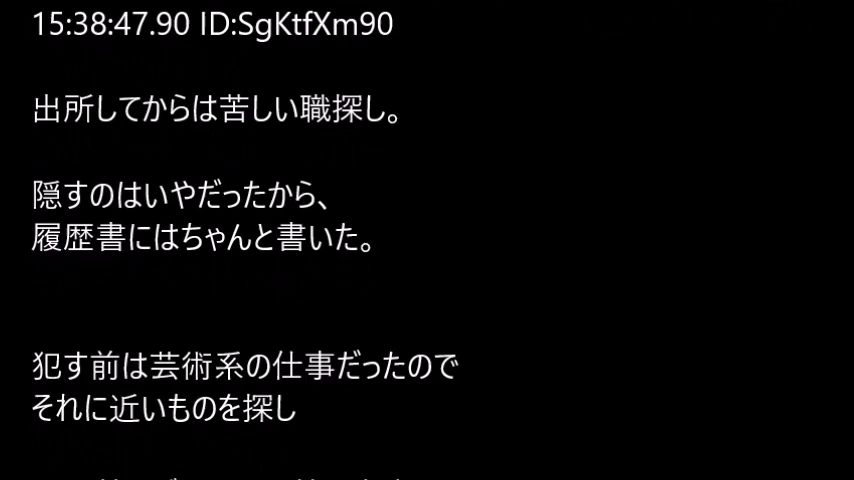 15:38:47.90 ID:SgKtfXm90
出所してからは苦しい職探し。
隠すのはいやだったから、
履歴書にはちゃんと書いた。
犯す前は芸術系の仕事だったので
それに近いものを探し